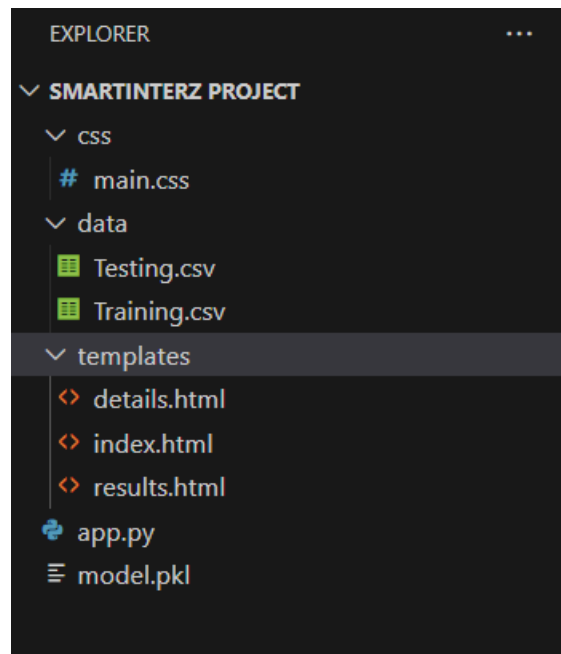 EXPLORER ...
SMARTINTERZ PROJECT
css
# main.css
data
Testing.csv
Training.csv
templates
<> details.html
<> index.html
<> results.html
app.py
model.pkl